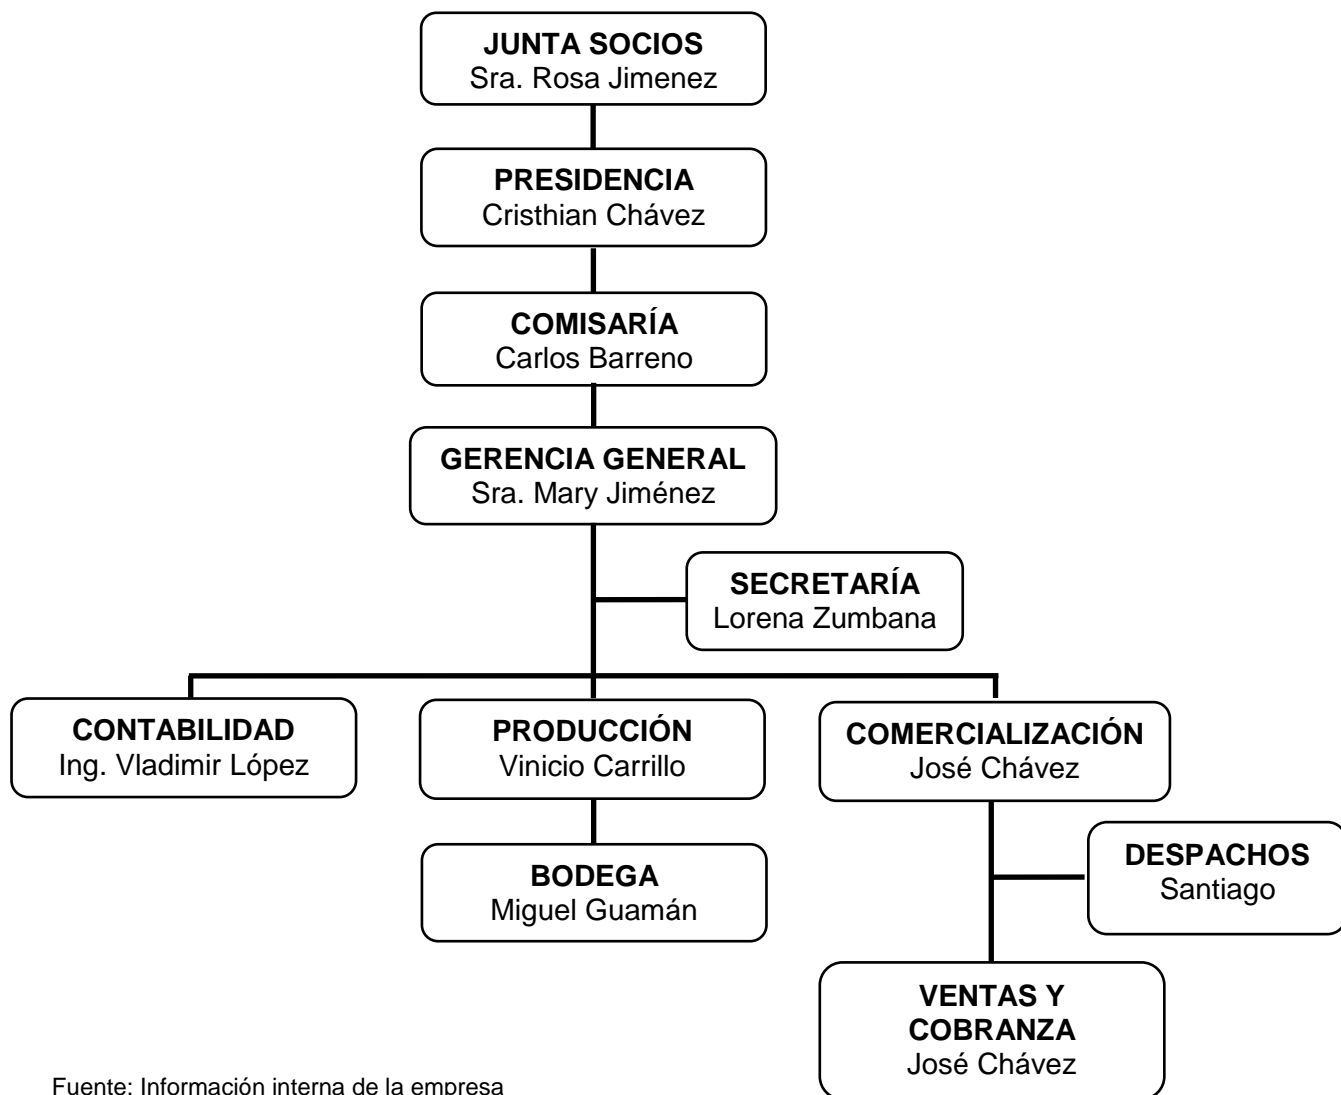 JUNTA SOCIOS
Sra. Rosa Jimenez
PRESIDENCIA
Cristhian Chávez
COMISARÍA
Carlos Barreno
GERENCIA GENERAL
Sra. Mary Jiménez
SECRETARÍA
Lorena Zumbana
CONTABILIDAD
Ing. Vladimir López
PRODUCCIÓN
Vinicio Carrillo
COMERCIALIZACIÓN
José Chávez
BODEGA
Miguel Guamán
DESPACHOS
Santiago
VENTAS Y
COBRANZA
José Chávez
Fuente: Información interna de la empresa